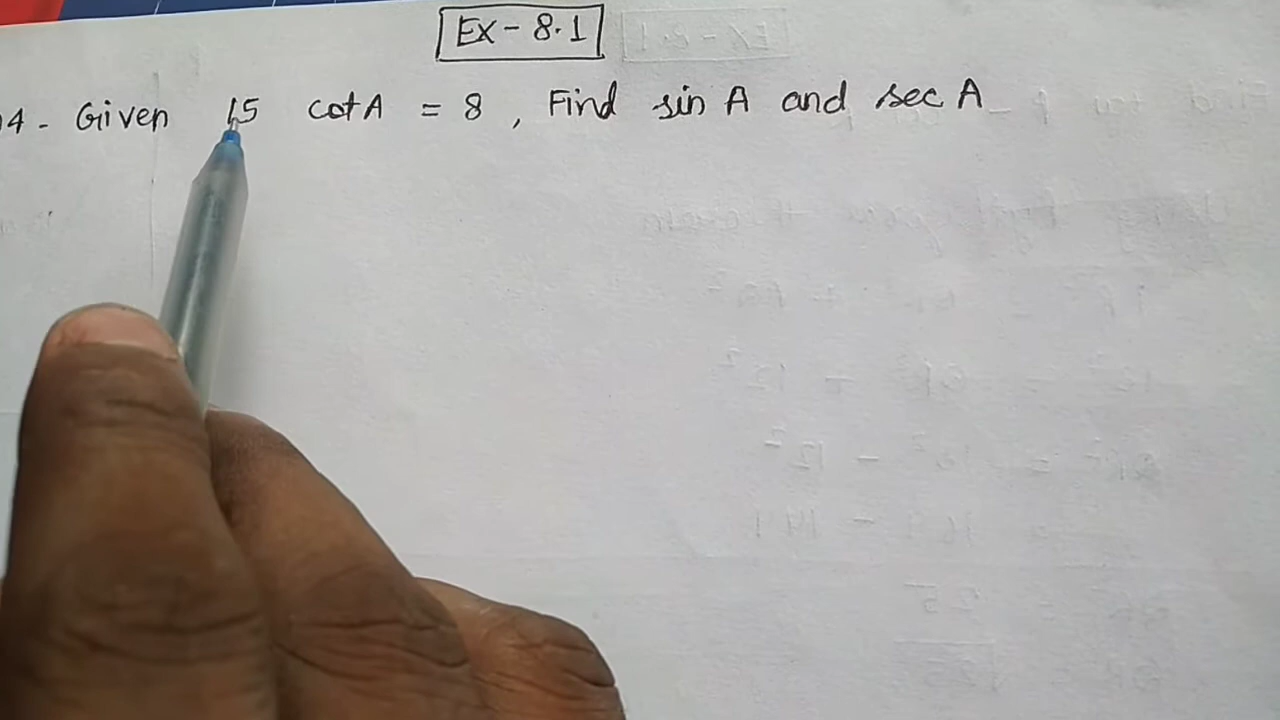 Ex - 8.1
4 - Given 15 cot A = 8, Find sin A and sec A